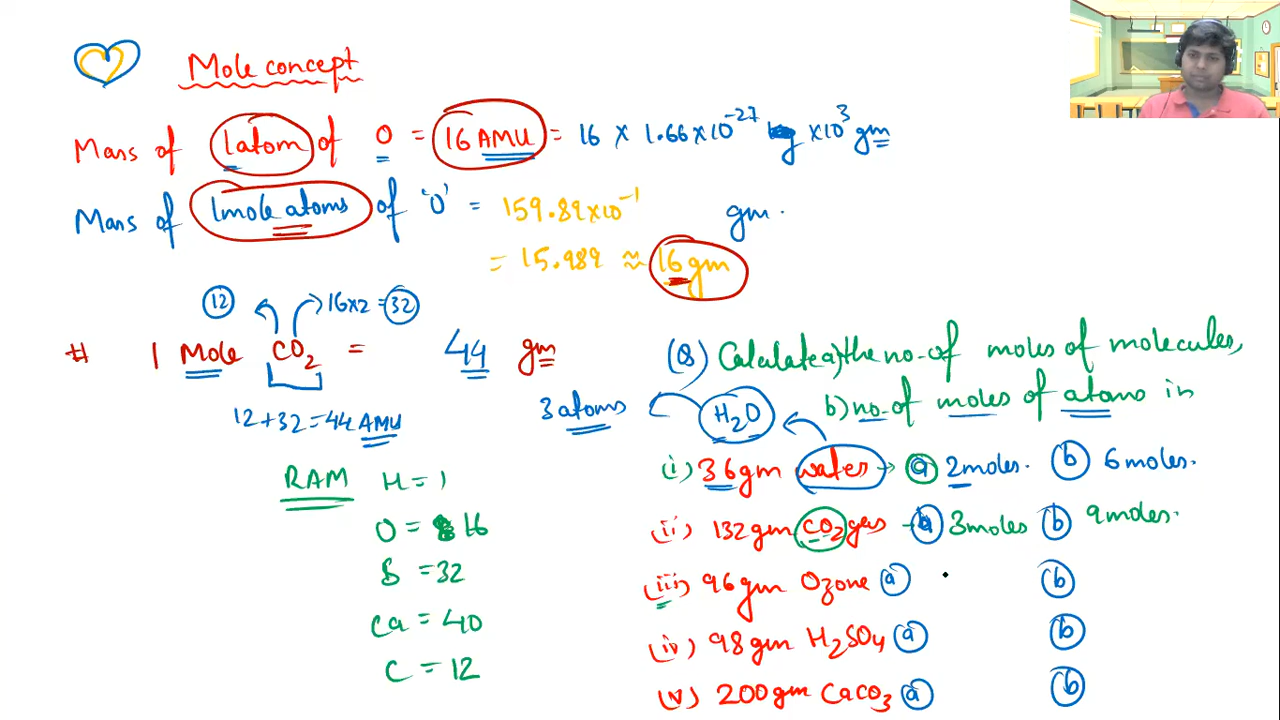 Mole concept
Mass of 1 atom of O = 16 AMU = 16 × 1.66×10⁻²⁷ kg ×10³ gm
Mass of 1mole atoms of 'O' = 159.89×10⁻¹ gm.
= 15.989 ≈ 16gm
12 16×2 = 32
# 1 Mole CO₂ = 44 gm
12+32=44 AMU
(Q) Calculate a) the no. of moles of molecules,
b) no. of moles of atoms in
3 atoms H₂O
(i) 36gm water → a 2moles. b 6moles.
(ii) 132gm CO₂ gas → a 3moles b 9moles.
(iii) 96gm Ozone a b
(iv) 98gm H₂SO₄ a b
(v) 200gm CaCO₃ a b
RAM H = 1
O = 16
S = 32
Ca = 40
C = 12